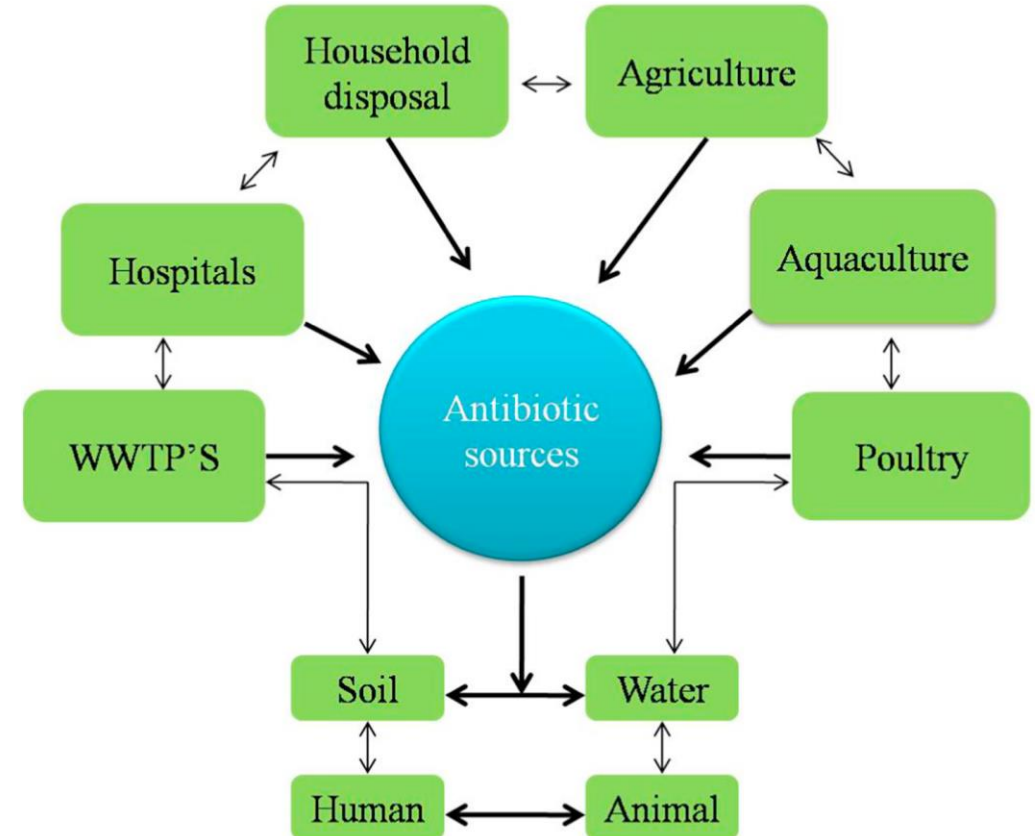 Household
disposal
Agriculture
Hospitals
Aquaculture
Antibiotic
sources
WWTP’S
Poultry
Soil
Water
Human
Animal